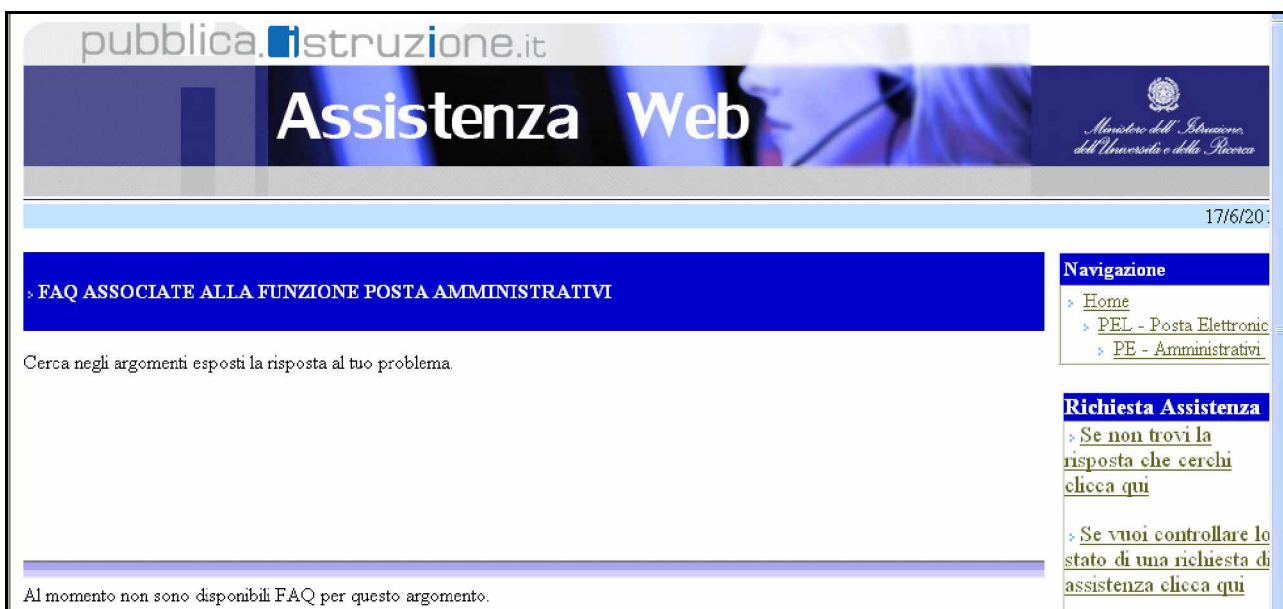 pubblica.istruzione.it
Assistenza Web
Ministero dell' Istruzione,
dell'Università e della Ricerca
17/6/201
FAQ ASSOCIATE ALLA FUNZIONE POSTA AMMINISTRATIVI
Cerca negli argomenti esposti la risposta al tuo problema.
Al momento non sono disponibili FAQ per questo argomento.
Navigazione
Home
PEL - Posta Elettronic
PE - Amministrativi
Richiesta Assistenza
Se non trovi la
risposta che cerchi
clicca qui
Se vuoi controllare lo
stato di una richiesta di
assistenza clicca qui